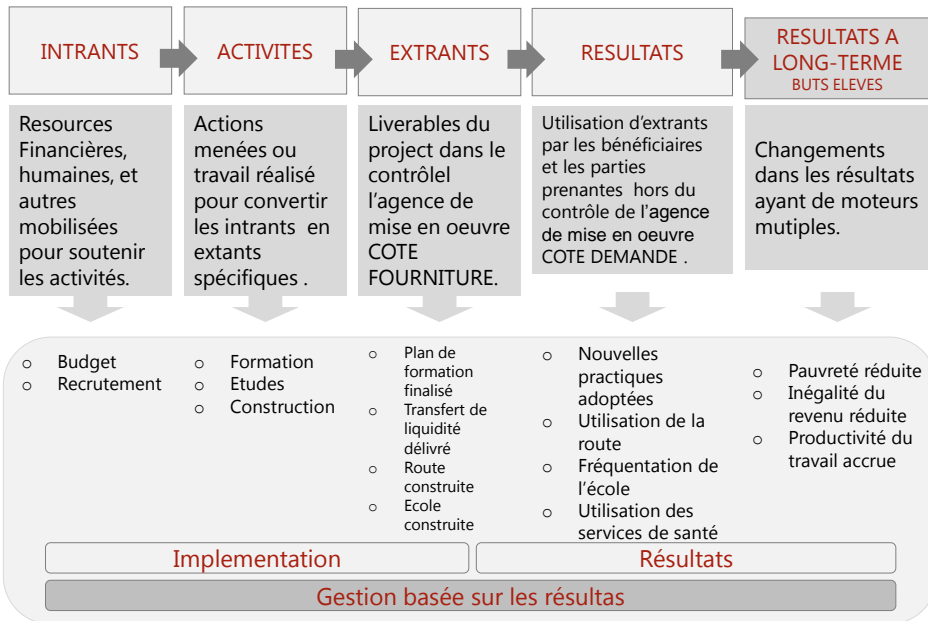 INTRANTS
ACTIVITES
EXTRANTS
RESULTATS
RESULTATS A
LONG-TERME
BUTS ELEVES
Resources
Financières,
humaines, et
autres
mobilisées
pour soutenir
les activités.
Actions
menées ou
travail réalisé
pour convertir
les intrants en
extants
spécifiques .
Liverables du
project dans le
contrôlel
l'agence de
mise en oeuvre
COTE
FOURNITURE.
Utilisation d'extrants
par les bénéficiaires
et les parties
prenantes hors du
contrôle de l'agence
de mise en oeuvre
COTE DEMANDE .
Changements
dans les résultats
ayant de moteurs
mutiples.
o Budget
o Recrutement
o Formation
o Etudes
o Construction
o Plan de
formation
finalisé
o Transfert de
liquidité
délivré
o Route
construite
o Ecole
construite
o Nouvelles
practiques
adoptées
o Utilisation de la
route
o Fréquentation de
l'école
o Utilisation des
services de santé
o Pauvreté réduite
o Inégalité du
revenu réduite
o Productivité du
travail accrue
Implementation
Résultats
Gestion basée sur les résultas